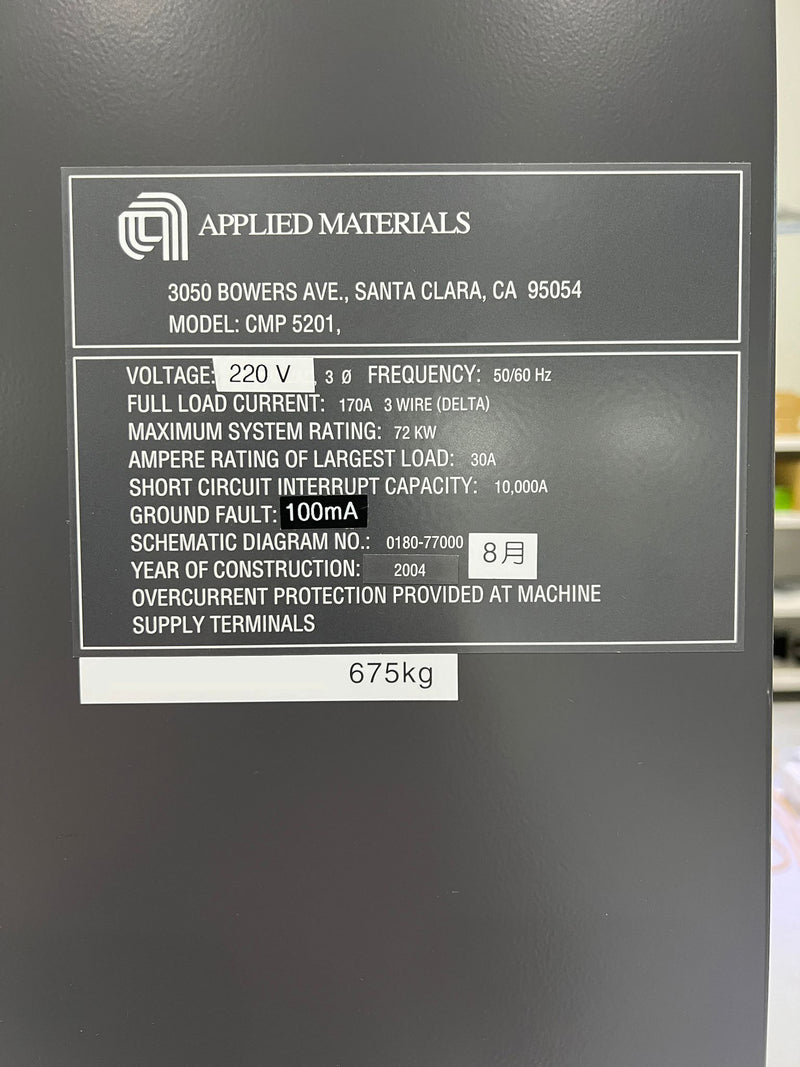 APPLIED MATERIALS
3050 BOWERS AVE., SANTA CLARA, CA 95054
MODEL: CMP 5201,
VOLTAGE: 220 V , 3 Ø FREQUENCY: 50/60 Hz
FULL LOAD CURRENT: 170A 3 WIRE (DELTA)
MAXIMUM SYSTEM RATING: 72 KW
AMPERE RATING OF LARGEST LOAD: 30A
SHORT CIRCUIT INTERRUPT CAPACITY: 10,000A
GROUND FAULT: 100mA
SCHEMATIC DIAGRAM NO.: 0180-77000
YEAR OF CONSTRUCTION: 2004 8月
OVERCURRENT PROTECTION PROVIDED AT MACHINE
SUPPLY TERMINALS
675kg